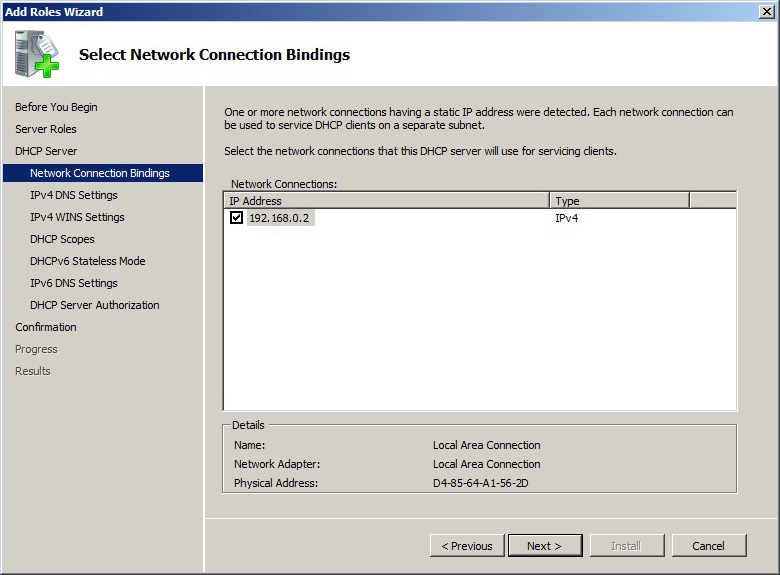 Add Roles Wizard
Select Network Connection Bindings
Before You Begin
Server Roles
DHCP Server
Network Connection Bindings
IPv4 DNS Settings
IPv4 WINS Settings
DHCP Scopes
DHCPv6 Stateless Mode
IPv6 DNS Settings
DHCP Server Authorization
Confirmation
Progress
Results
One or more network connections having a static IP address were detected. Each network connection can
be used to service DHCP clients on a separate subnet.
Select the network connections that this DHCP server will use for servicing clients.
Network Connections:
IP Address Type
192.168.0.2 IPv4
Details
Name: Local Area Connection
Network Adapter: Local Area Connection
Physical Address: D4-85-64-A1-56-2D
< Previous Next > Install Cancel